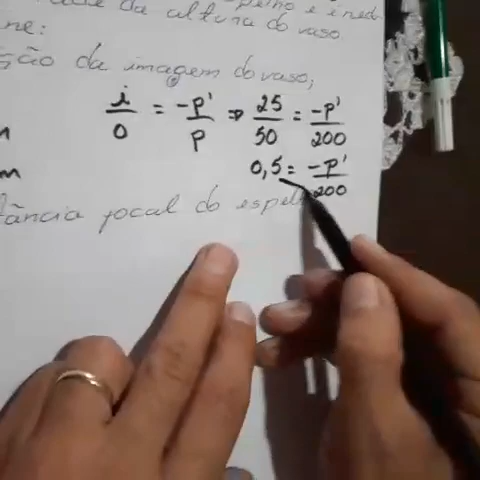 da altura do vaso
ne:
ção da imagem do vaso;
i/o = -p'/p ⇒ 25/50 = -p'/200
m
0,5 = -p'/200
m
tância focal do espel